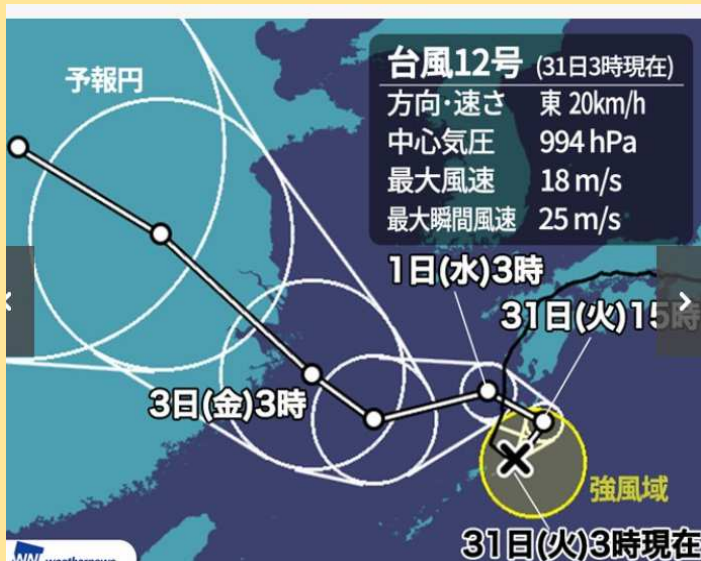 予報円
台風12号 (31日3時現在)
方向・速さ 東 20km/h
中心気圧 994 hPa
最大風速 18 m/s
最大瞬間風速 25 m/s
1日(水)3時
31日(火)15時
3日(金)3時
強風域
31日(火)3時現在